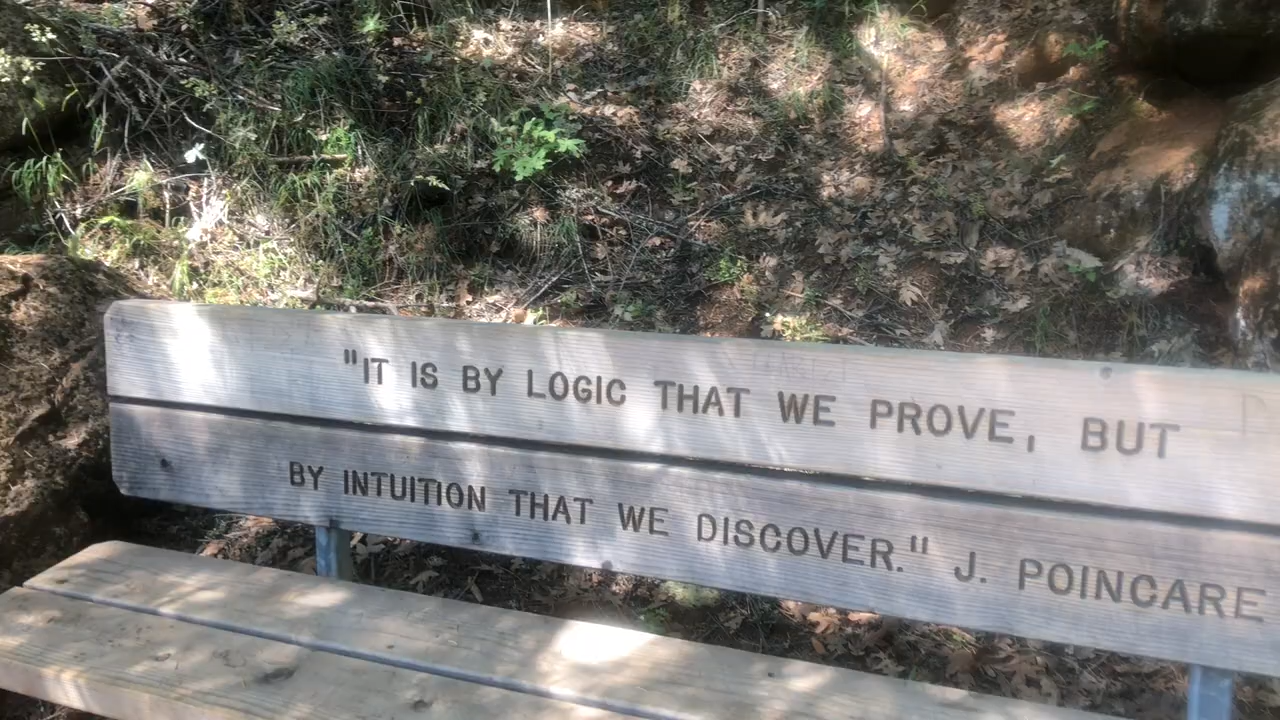 "IT IS BY LOGIC THAT WE PROVE, BUT
BY INTUITION THAT WE DISCOVER." J. POINCARE